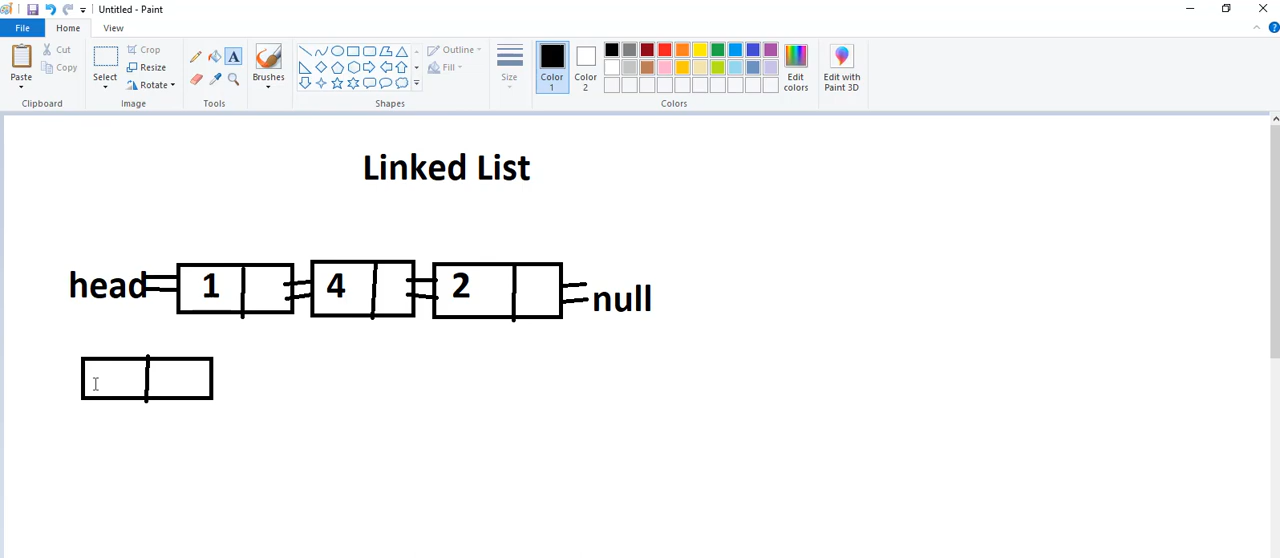 Untitled - Paint
File Home View
Paste
Cut
Copy
Clipboard
Select
Crop
Resize
Rotate
Image
Tools
Brushes
Shapes
Outline
Fill
Size
Color 1
Color 2
Colors
Edit colors
Edit with Paint 3D
Linked List
head 1 4 2 null